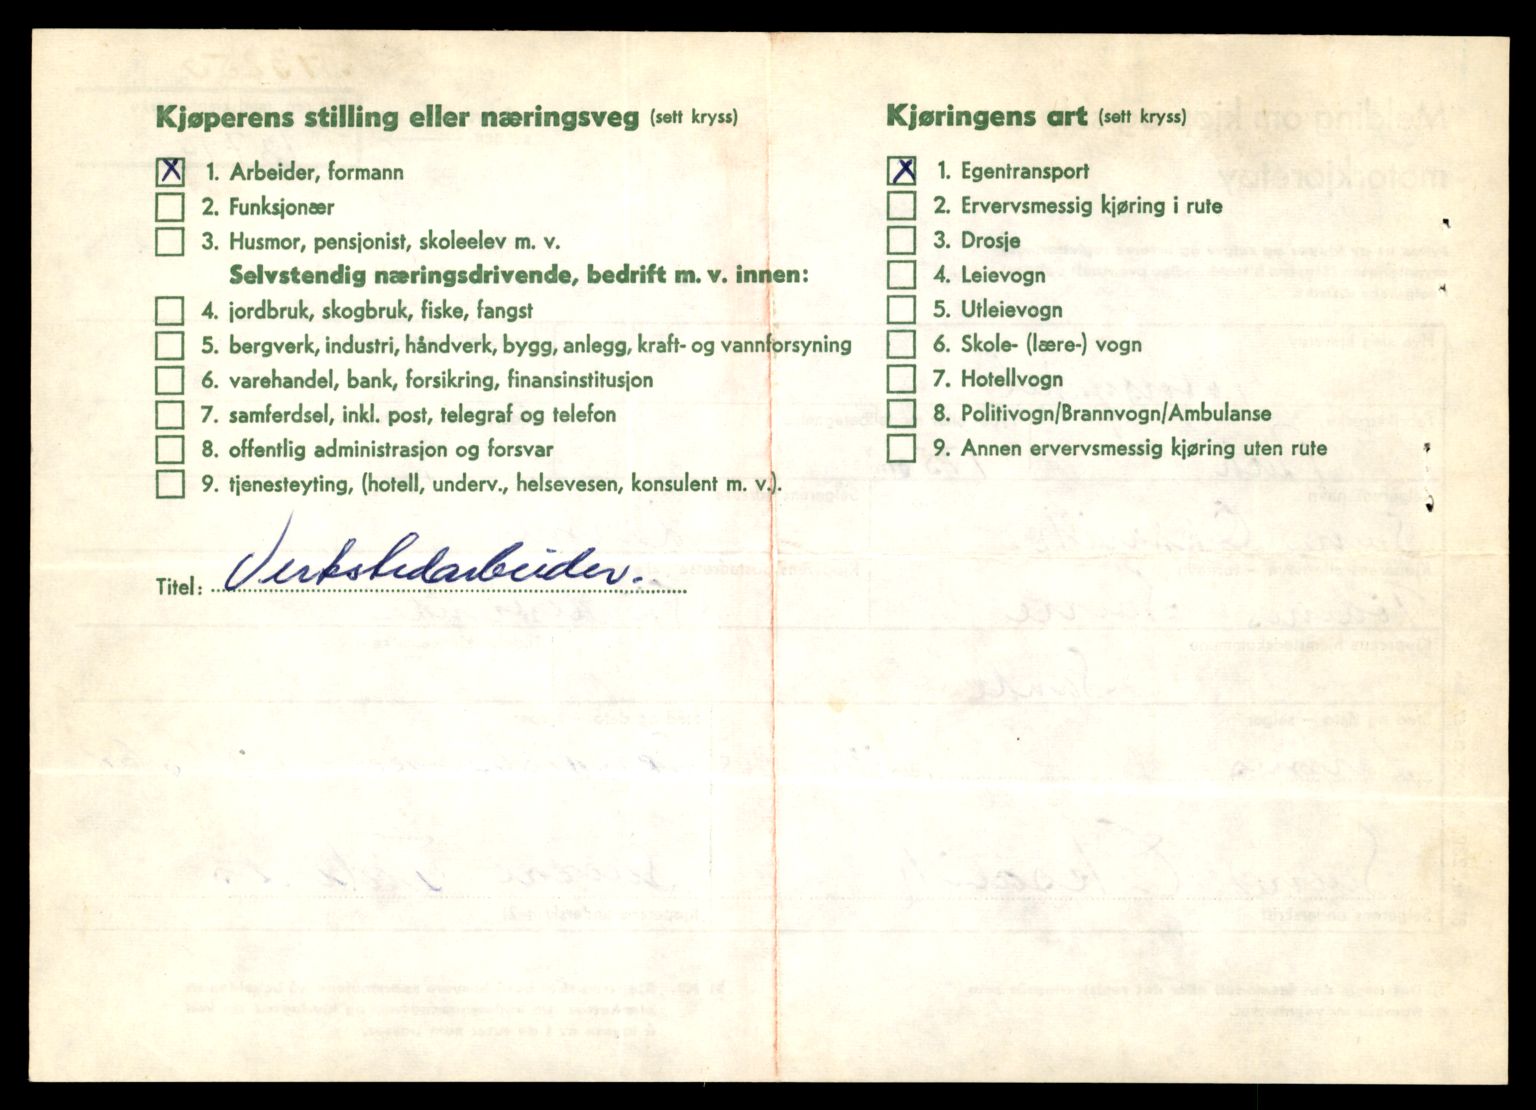 Kjøperens stilling eller næringsveg (sett kryss)
X 1. Arbeider, formann
2. Funksjonær
3. Husmor, pensjonist, skoleelev m. v.
Selvstendig næringsdrivende, bedrift m. v. innen:
4. jordbruk, skogbruk, fiske, fangst
5. bergverk, industri, håndverk, bygg, anlegg, kraft- og vannforsyning
6. varehandel, bank, forsikring, finansinstitusjon
7. samferdsel, inkl. post, telegraf og telefon
8. offentlig administrasjon og forsvar
9. tjenesteyting, (hotell, underv., helsevesen, konsulent m. v.).
Titel: Verkstedarbeider.
Kjøringens art (sett kryss)
X 1. Egentransport
2. Ervervsmessig kjøring i rute
3. Drosje
4. Leievogn
5. Utleievogn
6. Skole- (lære-) vogn
7. Hotellvogn
8. Politivogn/Brannvogn/Ambulanse
9. Annen ervervsmessig kjøring uten rute